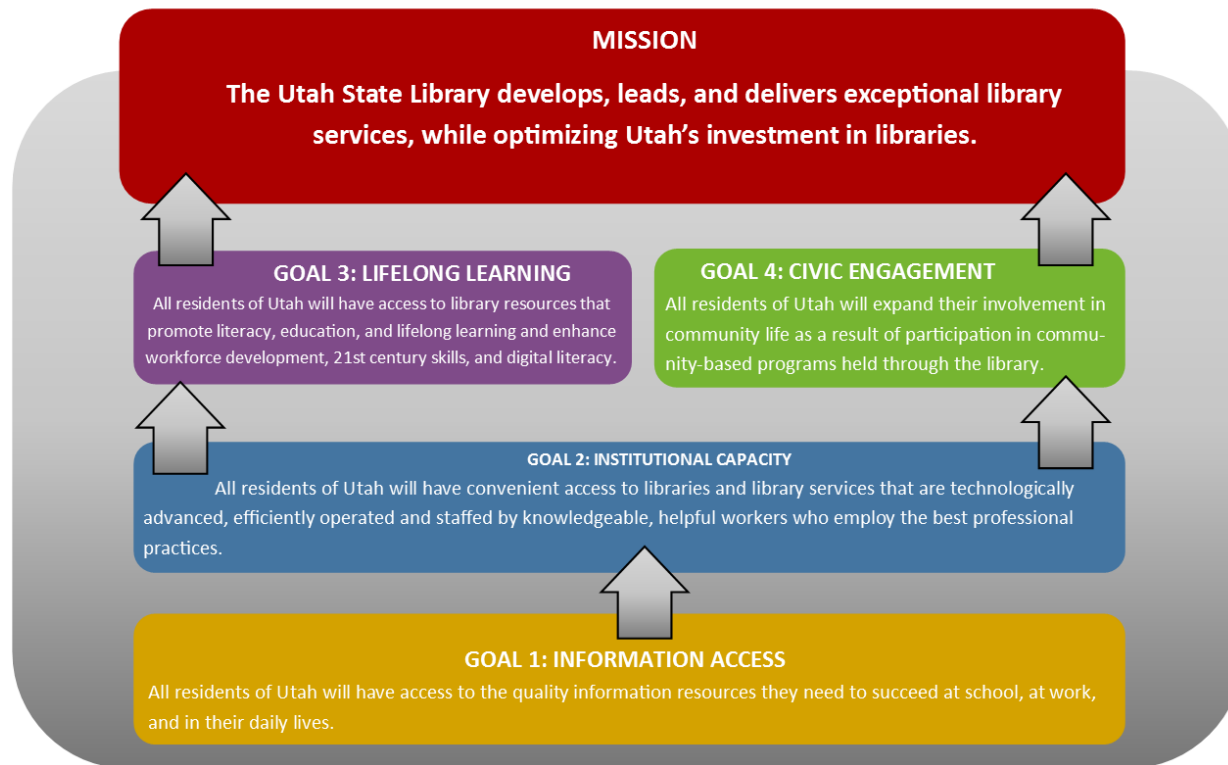 MISSION
The Utah State Library develops, leads, and delivers exceptional library
services, while optimizing Utah's investment in libraries.
GOAL 3: LIFELONG LEARNING
All residents of Utah will have access to library resources that
promote literacy, education, and lifelong learning and enhance
workforce development, 21st century skills, and digital literacy.
GOAL 4: CIVIC ENGAGEMENT
All residents of Utah will expand their involvement in
community life as a result of participation in commu-
nity-based programs held through the library.
GOAL 2: INSTITUTIONAL CAPACITY
All residents of Utah will have convenient access to libraries and library services that are technologically
advanced, efficiently operated and staffed by knowledgeable, helpful workers who employ the best professional
practices.
GOAL 1: INFORMATION ACCESS
All residents of Utah will have access to the quality information resources they need to succeed at school, at work,
and in their daily lives.